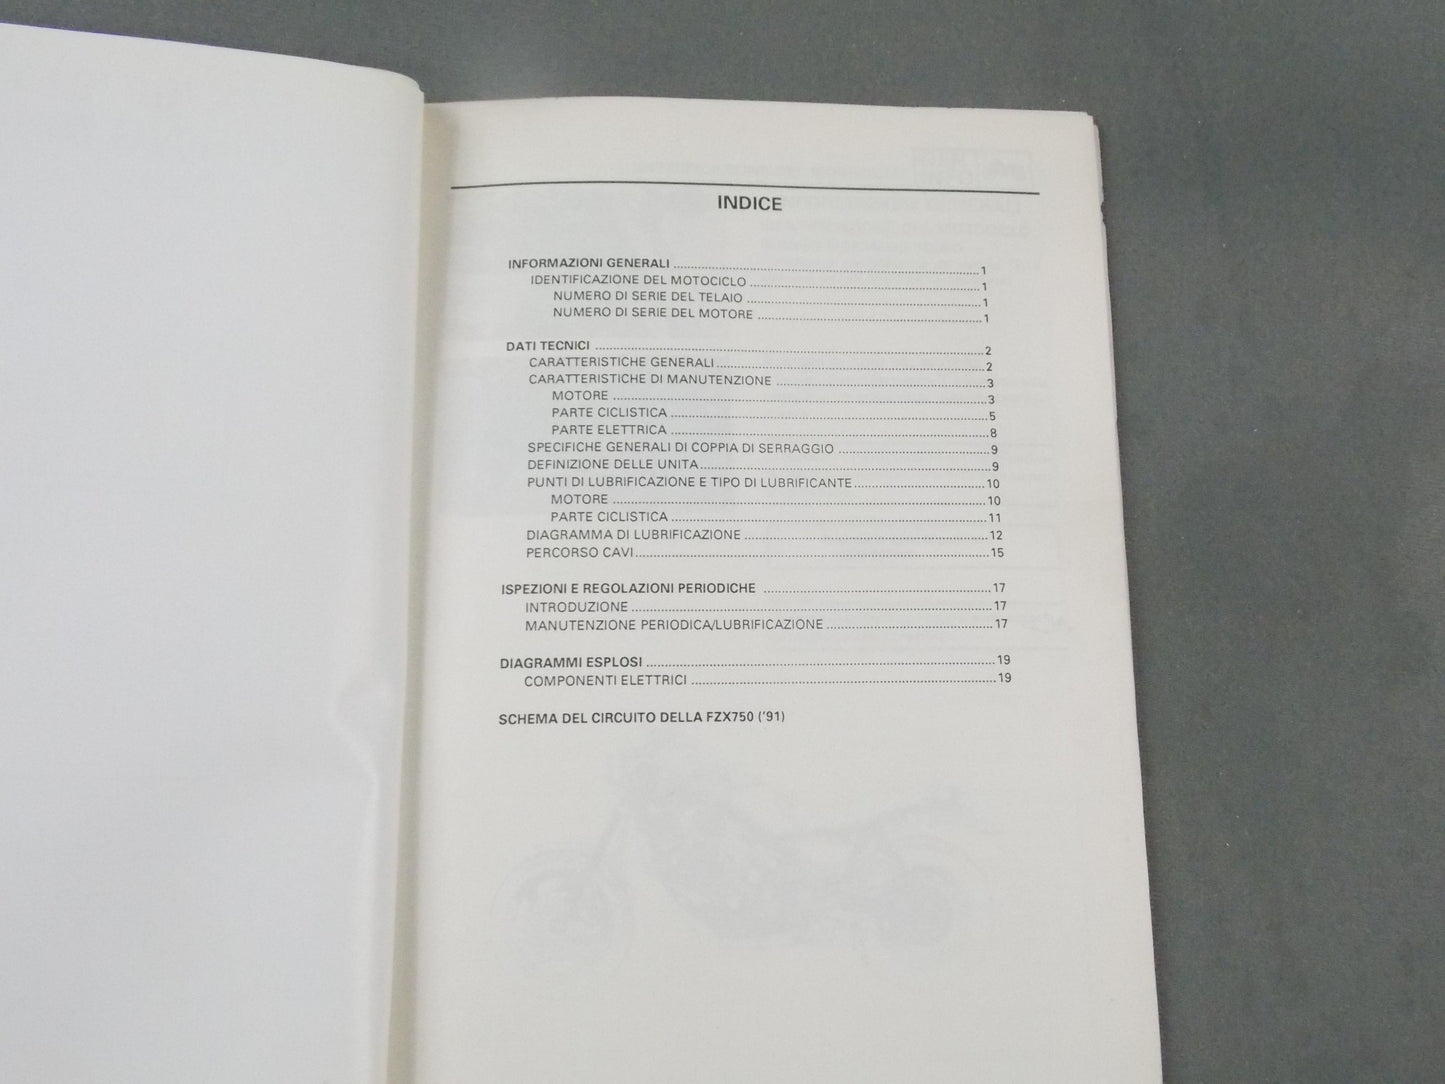 INDICE
INFORMAZIONI GENERALI ........ 1
IDENTIFICAZIONE DEL MOTOCICLO ........ 1
NUMERO DI SERIE DEL TELAIO ........ 1
NUMERO DI SERIE DEL MOTORE ........ 1
DATI TECNICI ........ 2
CARATTERISTICHE GENERALI ........ 2
CARATTERISTICHE DI MANUTENZIONE ........ 3
MOTORE ........ 3
PARTE CICLISTICA ........ 5
PARTE ELETTRICA ........ 8
SPECIFICHE GENERALI DI COPPIA DI SERRAGGIO ........ 9
DEFINIZIONE DELLE UNITA ........ 9
PUNTI DI LUBRIFICAZIONE E TIPO DI LUBRIFICANTE ........ 10
MOTORE ........ 10
PARTE CICLISTICA ........ 11
DIAGRAMMA DI LUBRIFICAZIONE ........ 12
PERCORSO CAVI ........ 15
ISPEZIONI E REGOLAZIONI PERIODICHE ........ 17
INTRODUZIONE ........ 17
MANUTENZIONE PERIODICA/LUBRIFICAZIONE ........ 17
DIAGRAMMI ESPLOSI ........ 19
COMPONENTI ELETTRICI ........ 19
SCHEMA DEL CIRCUITO DELLA FZX750 ('91)